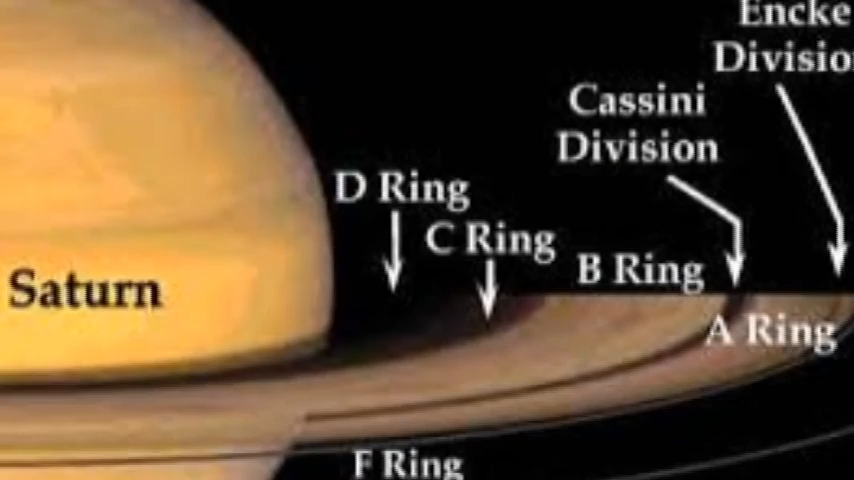 Encke
Divisio
Cassini
Division
D Ring
C Ring
B Ring
Saturn
A Ring
F Ring